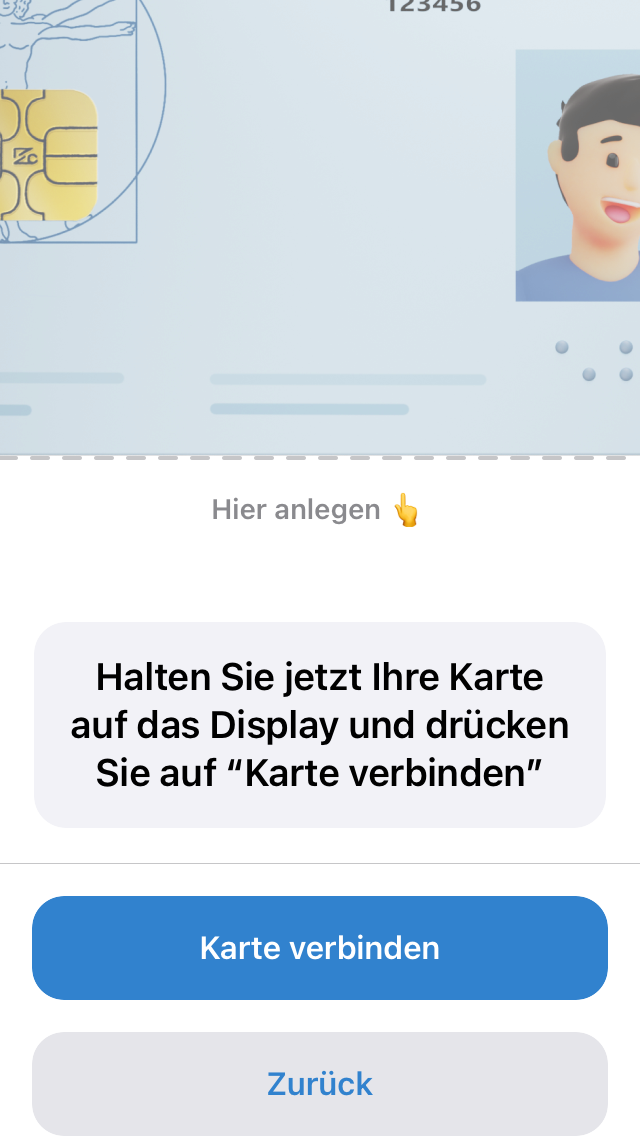 123456
Hier anlegen 👆
Halten Sie jetzt Ihre Karte
auf das Display und drücken
Sie auf “Karte verbinden”
Karte verbinden
Zurück